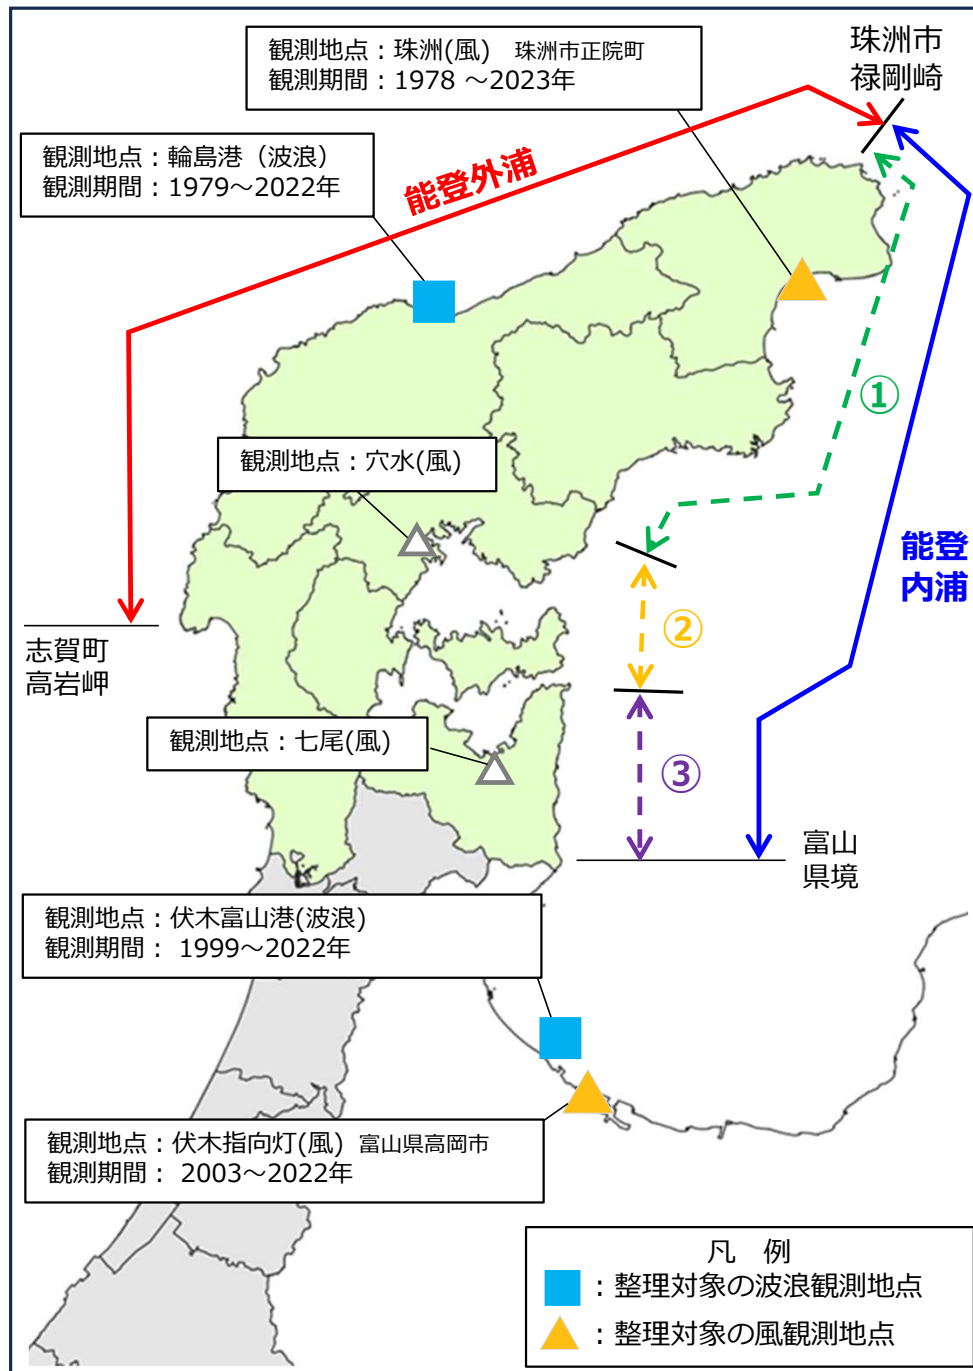 観測地点：珠洲(風)　珠洲市正院町
観測期間：1978 ～2023年
珠洲市
禄剛崎
観測地点：輪島港（波浪）
観測期間：1979～2022年
能登外浦
①
観測地点：穴水(風)
能登
内浦
②
志賀町
高岩岬
観測地点：七尾(風)
③
富山
県境
観測地点：伏木富山港(波浪)
観測期間： 1999～2022年
観測地点：伏木指向灯(風) 富山県高岡市
観測期間： 2003～2022年
凡　例
：整理対象の波浪観測地点
：整理対象の風観測地点